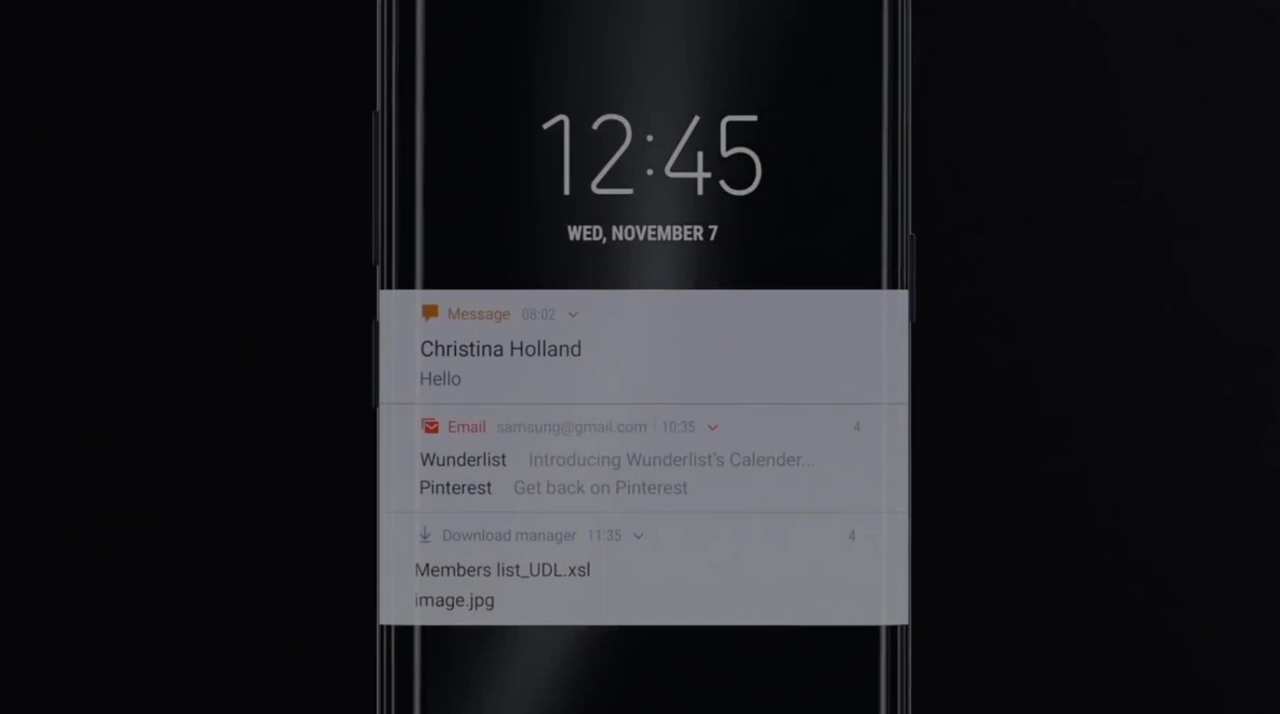 12:45
WED, NOVEMBER 7
Message 08:02
Christina Holland
Hello
Email samsung@gmail.com | 10:35 4
Wunderlist Introducing Wunderlist's Calender...
Pinterest Get back on Pinterest
Download manager 11:35 4
Members list_UDL.xsl
image.jpg